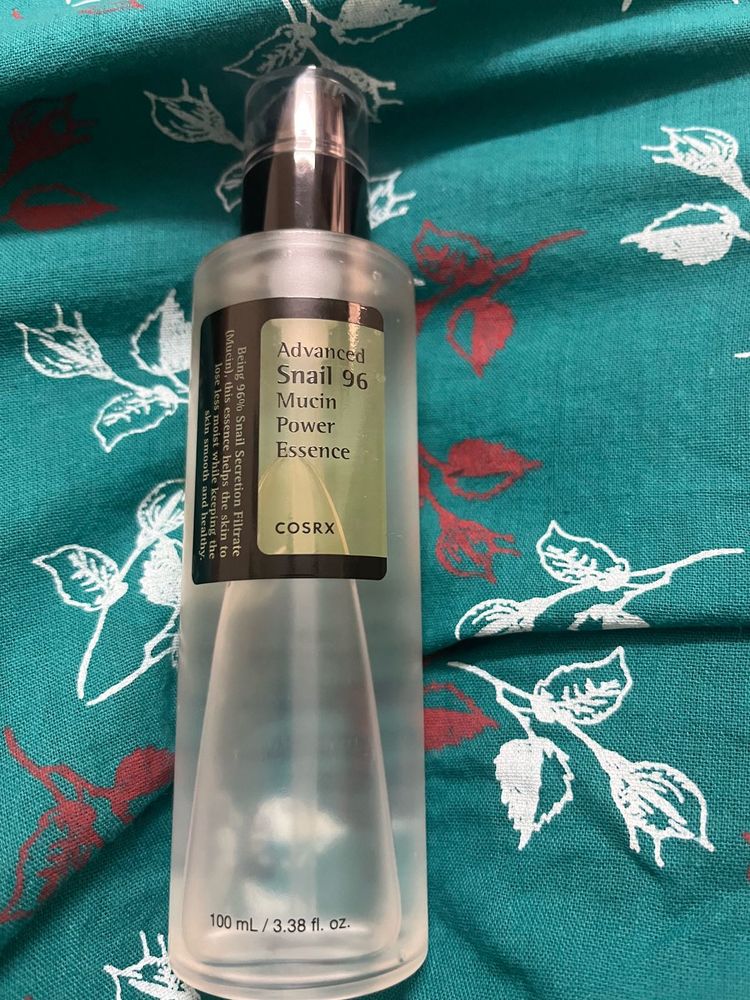 Advanced
Snail 96
Mucin
Power
Essence
COSRX
Being 96% Snail Secretion Filtrate
(Mucin), this essence helps the skin to
lose less moist while keeping the
skin smooth and healthy.
100 mL / 3.38 fl. oz.